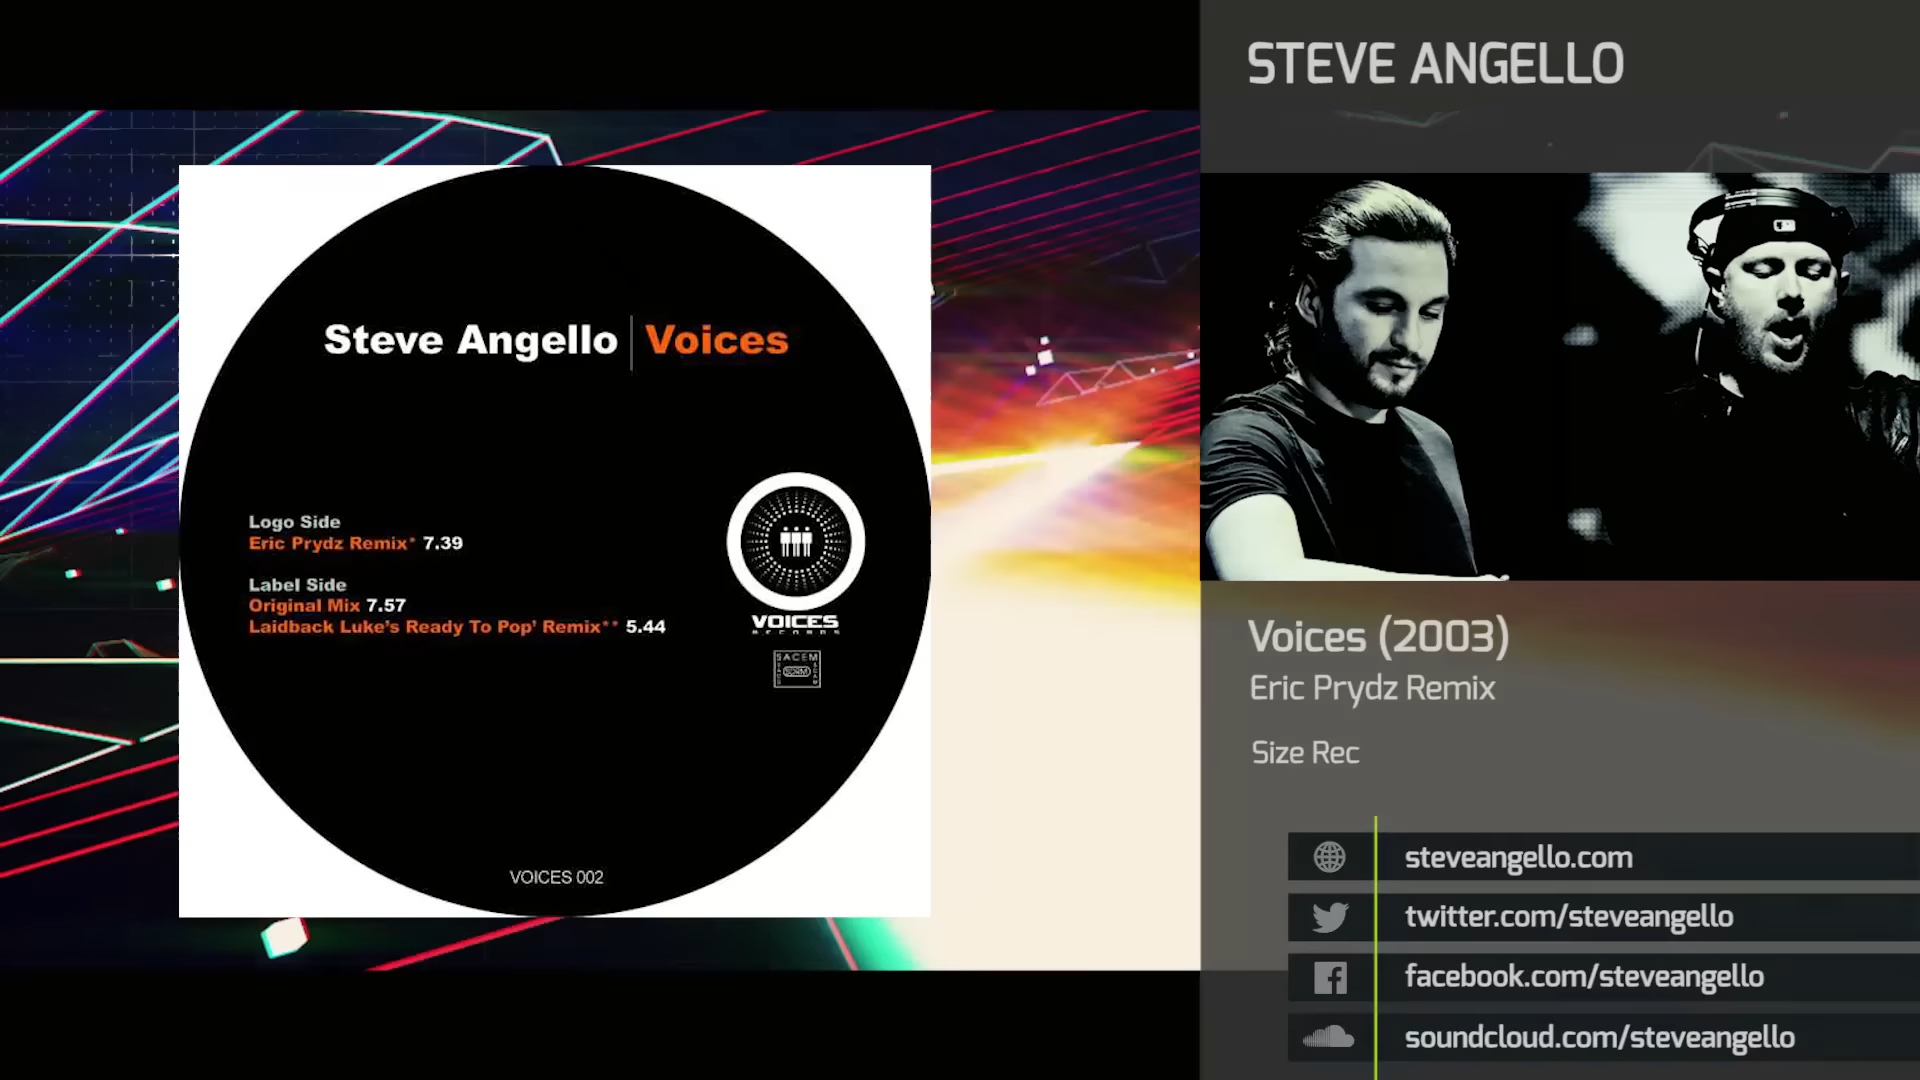 STEVE ANGELLO
Steve Angello | Voices
Logo Side
Eric Prydz Remix* 7.39
Label Side
Original Mix 7.57
Laidback Luke's Ready To Pop' Remix** 5.44
VOICES
RECORDS
SACEM
VOICES 002
Voices (2003)
Eric Prydz Remix
Size Rec
steveangello.com
twitter.com/steveangello
facebook.com/steveangello
soundcloud.com/steveangello